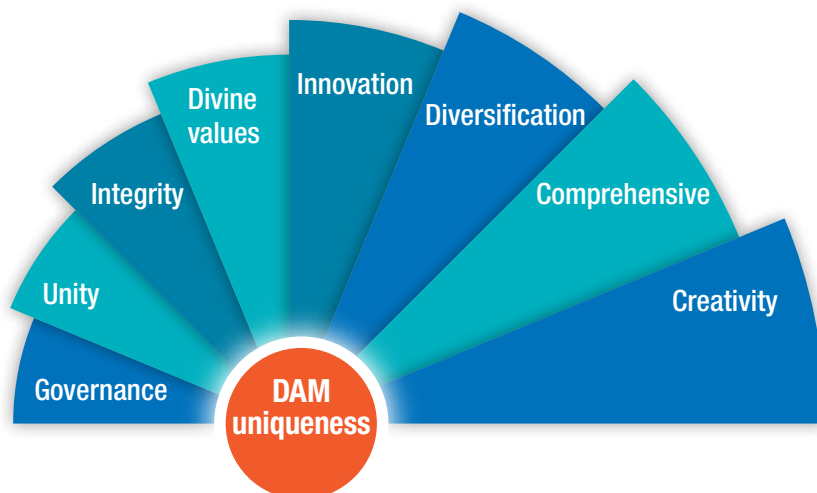 Governance
Unity
Integrity
Divine
values
Innovation
Diversification
Comprehensive
Creativity
DAM
uniqueness